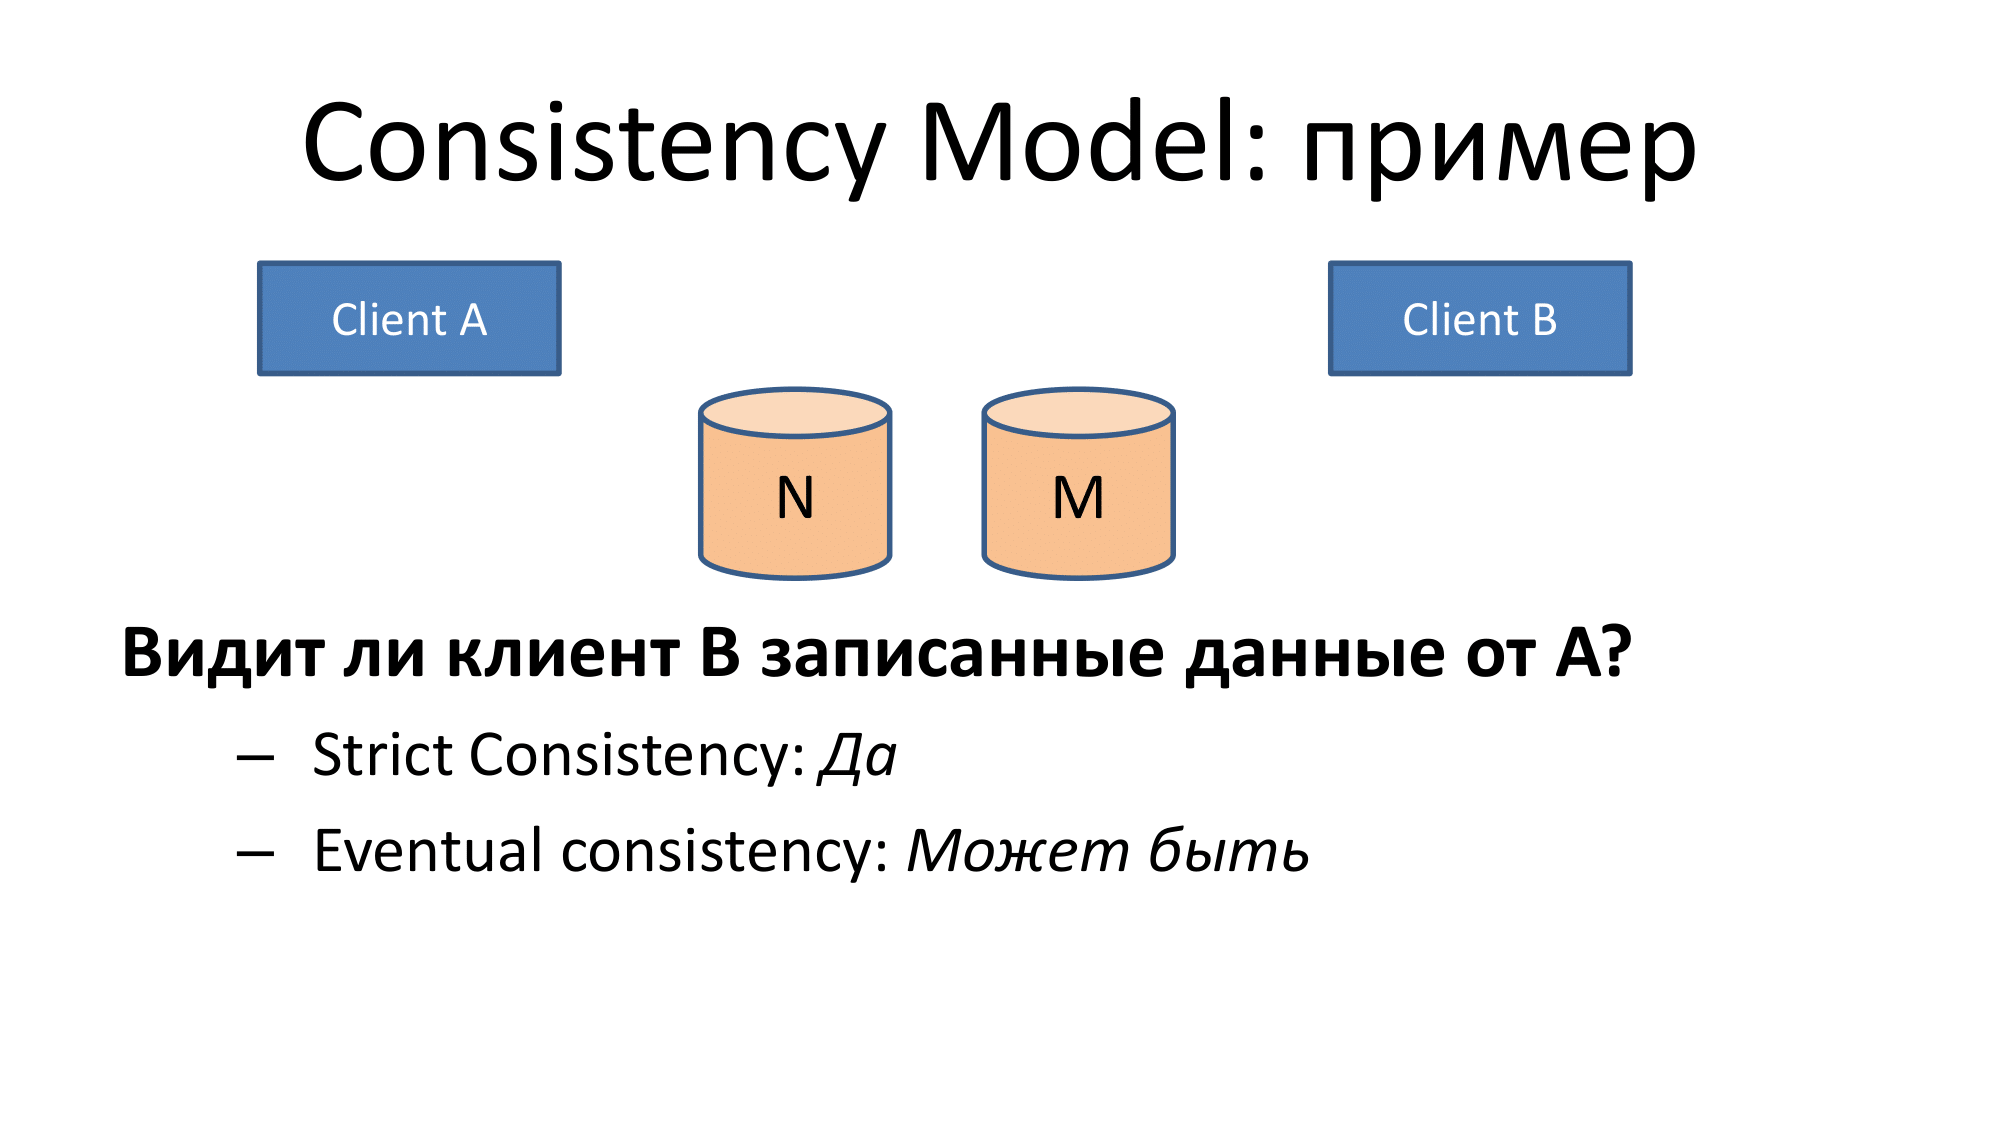 Consistency Model: пример
Client A
Client B
N
M
Видит ли клиент B записанные данные от A?
– Strict Consistency: Да
– Eventual consistency: Может быть